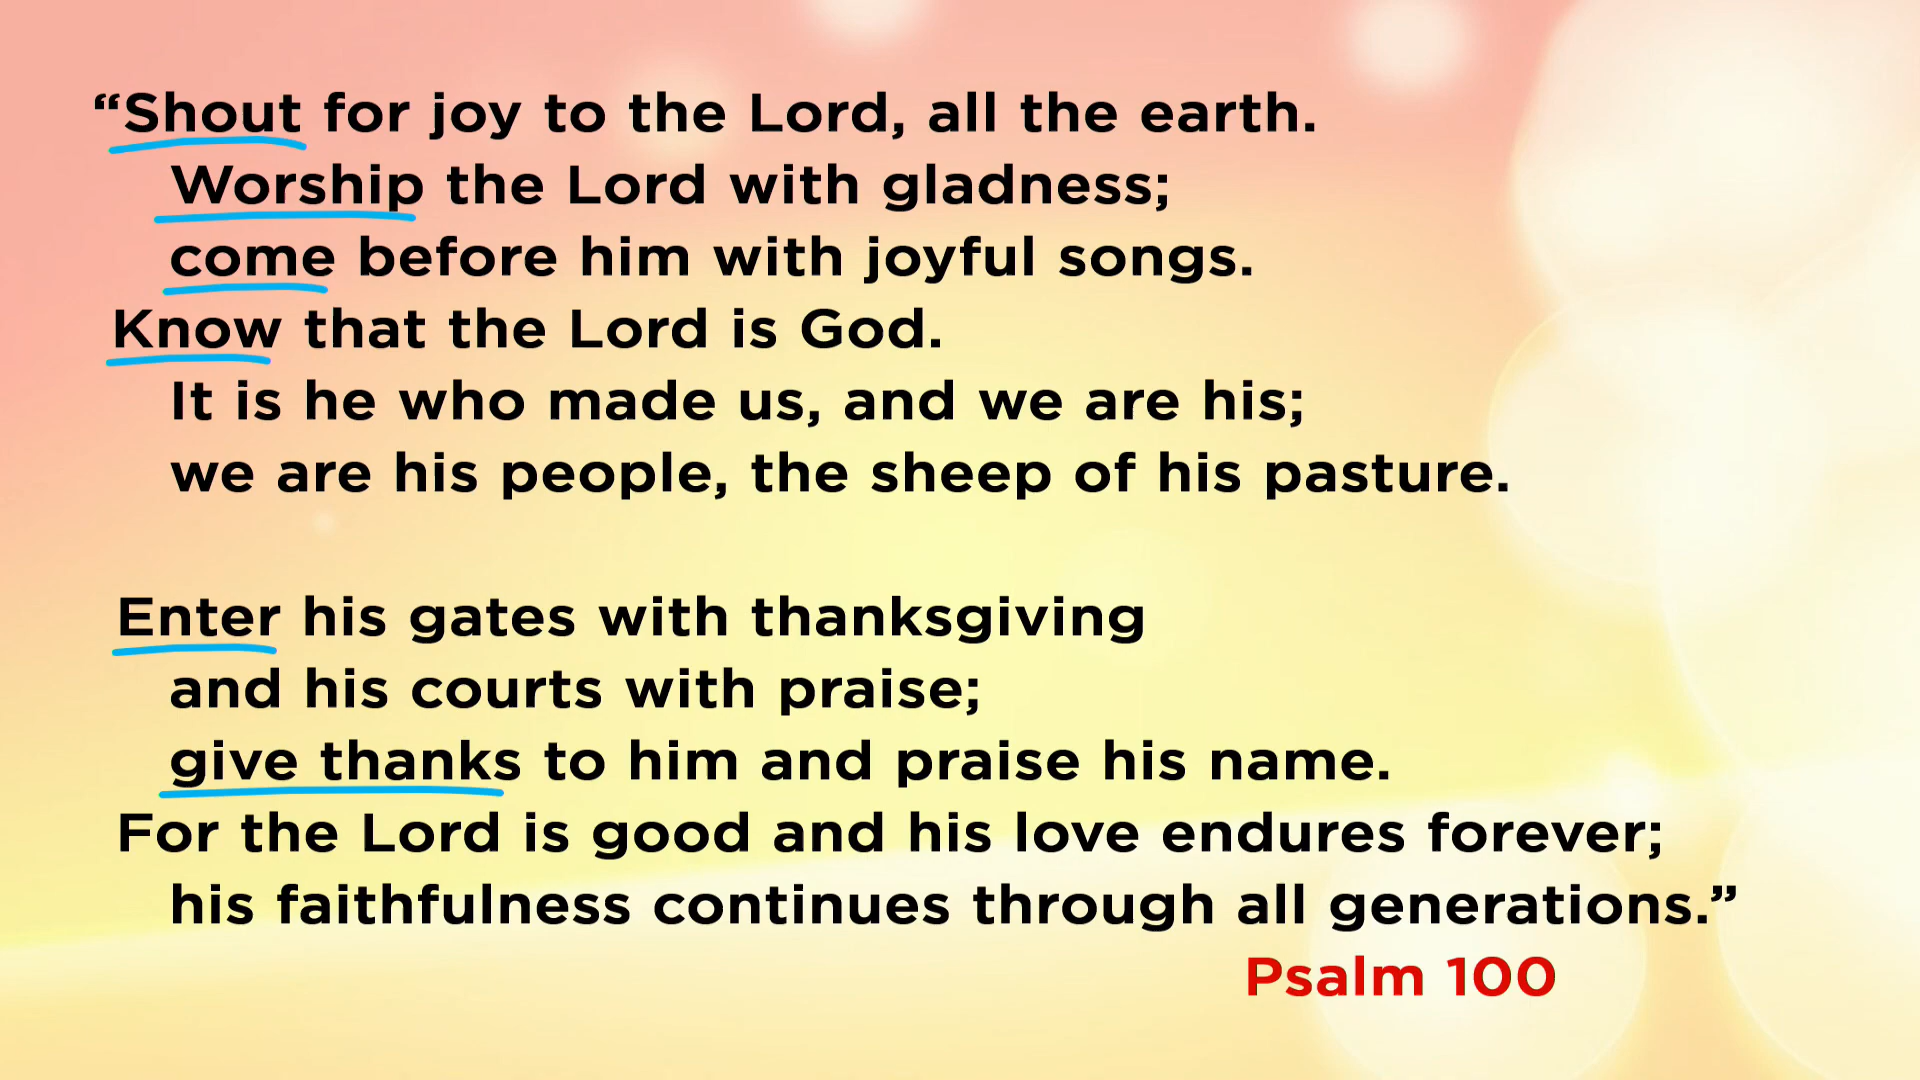 “Shout for joy to the Lord, all the earth.
Worship the Lord with gladness;
come before him with joyful songs.
Know that the Lord is God.
It is he who made us, and we are his;
we are his people, the sheep of his pasture.
Enter his gates with thanksgiving
and his courts with praise;
give thanks to him and praise his name.
For the Lord is good and his love endures forever;
his faithfulness continues through all generations.”
Psalm 100